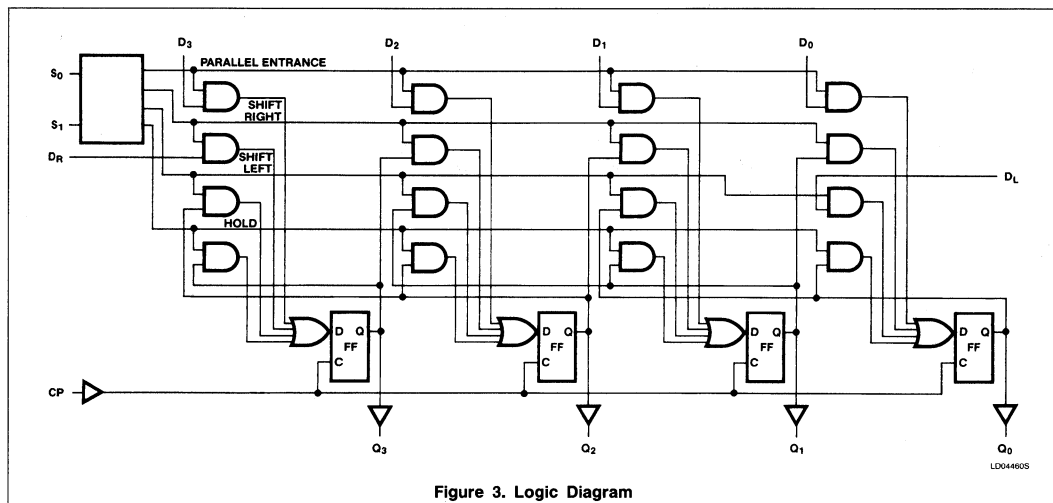 D3 D2 D1 D0
PARALLEL ENTRANCE
S0
SHIFT
RIGHT
S1
DR
SHIFT
LEFT
DL
HOLD
D Q D Q D Q D Q
FF FF FF FF
C C C C
CP
Q3 Q2 Q1 Q0
LD04460S
Figure 3. Logic Diagram